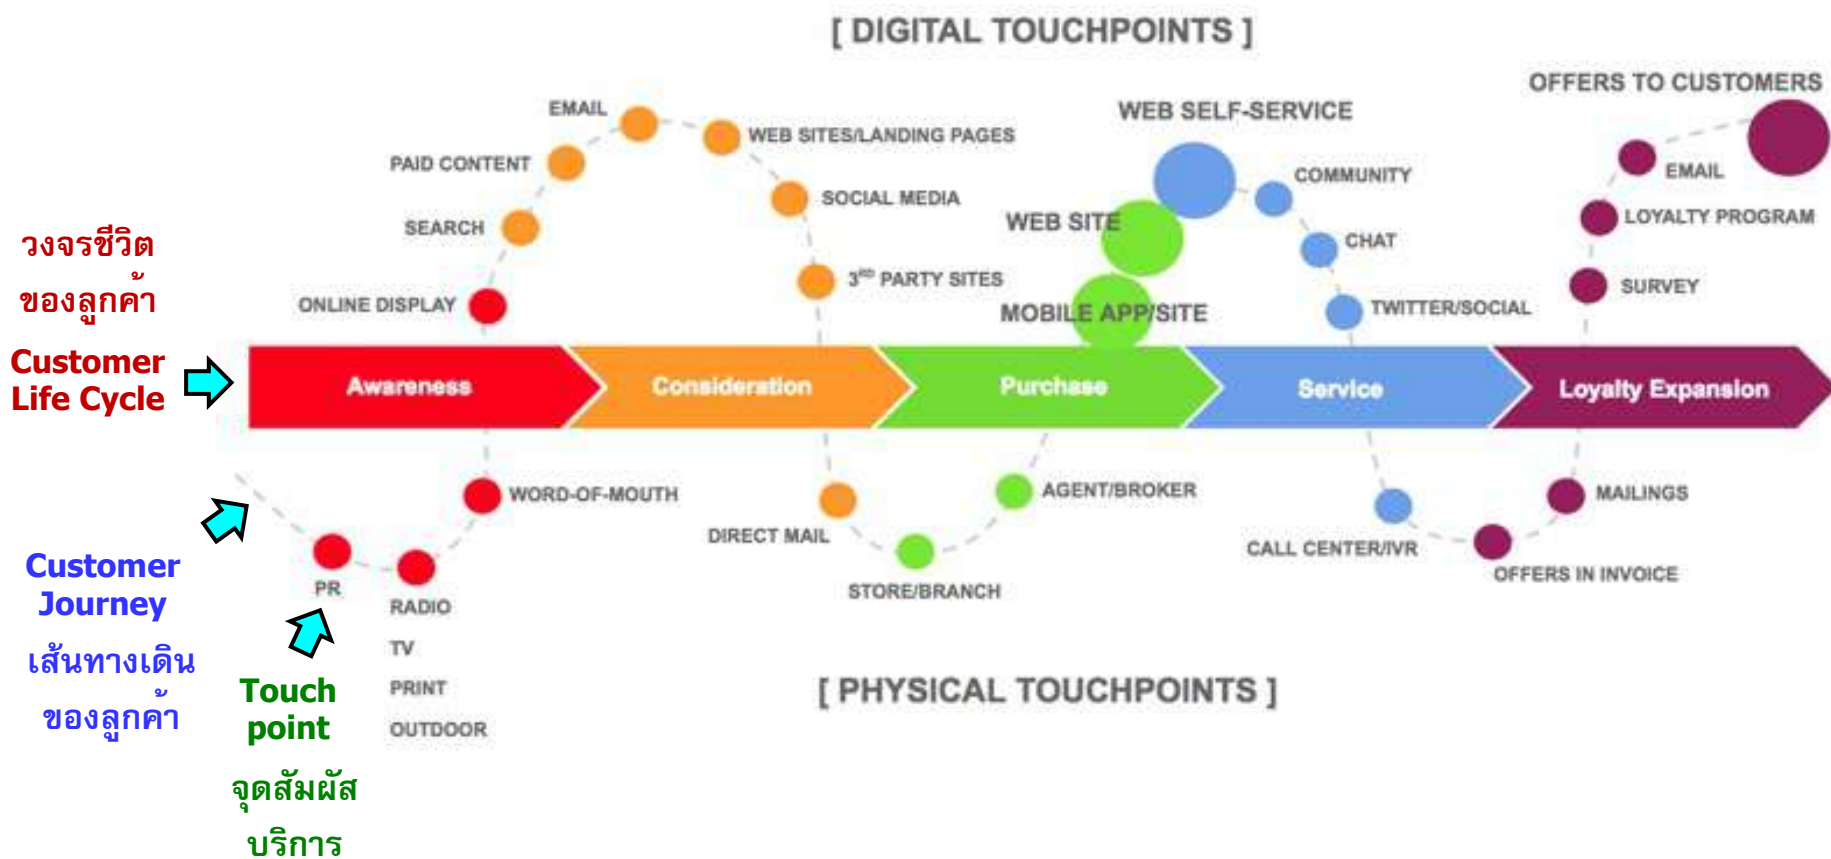 [ DIGITAL TOUCHPOINTS ]
OFFERS TO CUSTOMERS
EMAIL
WEB SELF-SERVICE
WEB SITES/LANDING PAGES
PAID CONTENT
COMMUNITY
EMAIL
SOCIAL MEDIA
SEARCH
WEB SITE
LOYALTY PROGRAM
CHAT
วงจรชีวิต
ของลูกค้า
3RD PARTY SITES
SURVEY
ONLINE DISPLAY
MOBILE APP/SITE
TWITTER/SOCIAL
Customer
Life Cycle
Awareness
Consideration
Purchase
Service
Loyalty Expansion
WORD-OF-MOUTH
AGENT/BROKER
MAILINGS
DIRECT MAIL
CALL CENTER/IVR
OFFERS IN INVOICE
STORE/BRANCH
PR
RADIO
TV
PRINT
OUTDOOR
Customer
Journey
เส้นทางเดิน
ของลูกค้า
Touch
point
จุดสัมผัส
บริการ
[ PHYSICAL TOUCHPOINTS ]